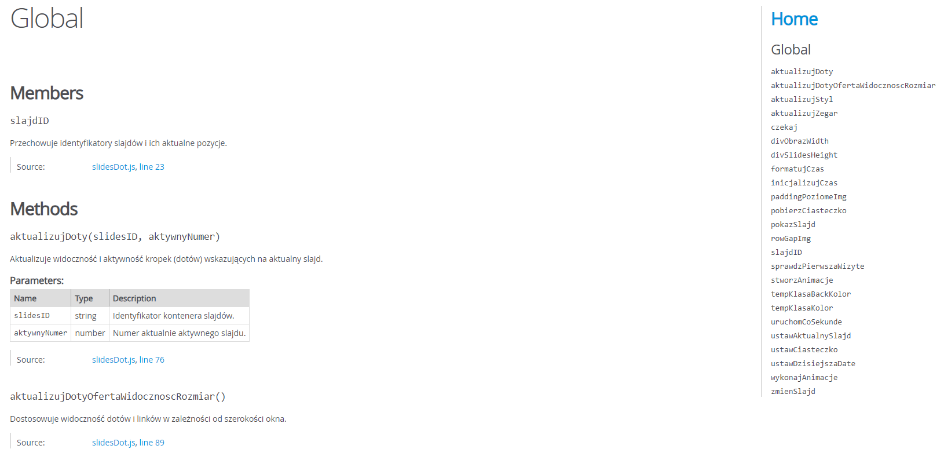 Global
Members
slajdID
Przechowuje identyfikatory slajdów i ich aktualne pozycje.
Source: slidesDot.js, line 23
Methods
aktualizujDoty(slidesID, aktywnyNumer)
Aktualizuje widoczność i aktywność kropek (dotów) wskazujących na aktualny slajd.
Parameters:
Name Type Description
slidesID string Identyfikator kontenera slajdów.
aktywnyNumer number Numer aktualnie aktywnego slajdu.
Source: slidesDot.js, line 76
aktualizujDotyOfertaWidocznoscRozmiar()
Dostosowuje widoczność dotów i linków w zależności od szerokości okna.
Source: slidesDot.js, line 89
Home
Global
aktualizujDoty
aktualizujDotyOfertaWidocznoscRozmiar
aktualizujStyl
aktualizujZegar
czekaj
divObrazWidth
divSlidesHeight
formatujCzas
inicjalizujCzas
paddingPoziomeImg
pobierzCiasteczko
pokazSlajd
rowGapImg
slajdID
sprawdzPierwszaWizyte
stworzAnimacje
tempKlasaBackKolor
tempKlasaKolor
uruchomCoSekunde
ustawAktualnySlajd
ustawCiasteczko
ustawDzisiejszaDate
wykonajAnimacje
zmienSlajd